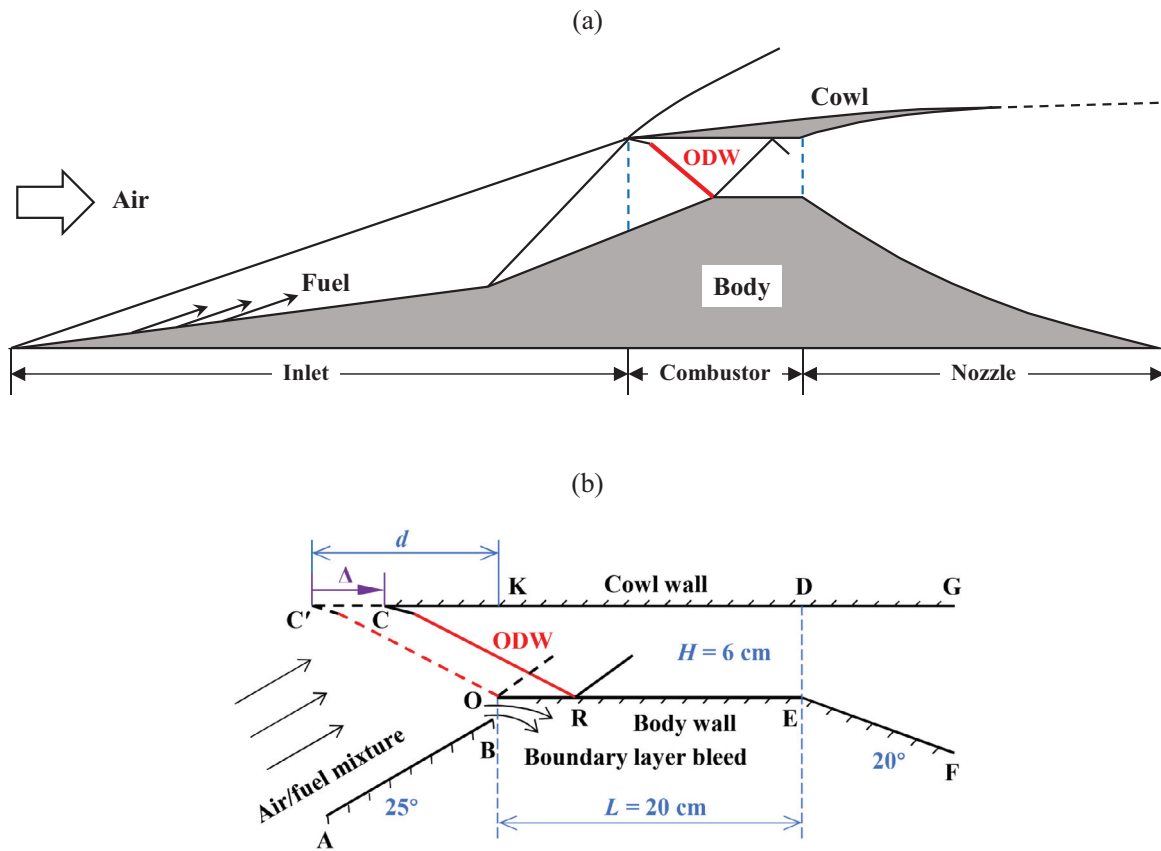 (a)
Cowl
ODW
Air
Fuel
Body
Inlet
Combustor
Nozzle
(b)
d
Δ
K
Cowl wall
D
G
C′
C
ODW
H = 6 cm
O
R
Body wall
E
B
Boundary layer bleed
Air/fuel mixture
25°
20°
F
L = 20 cm
A